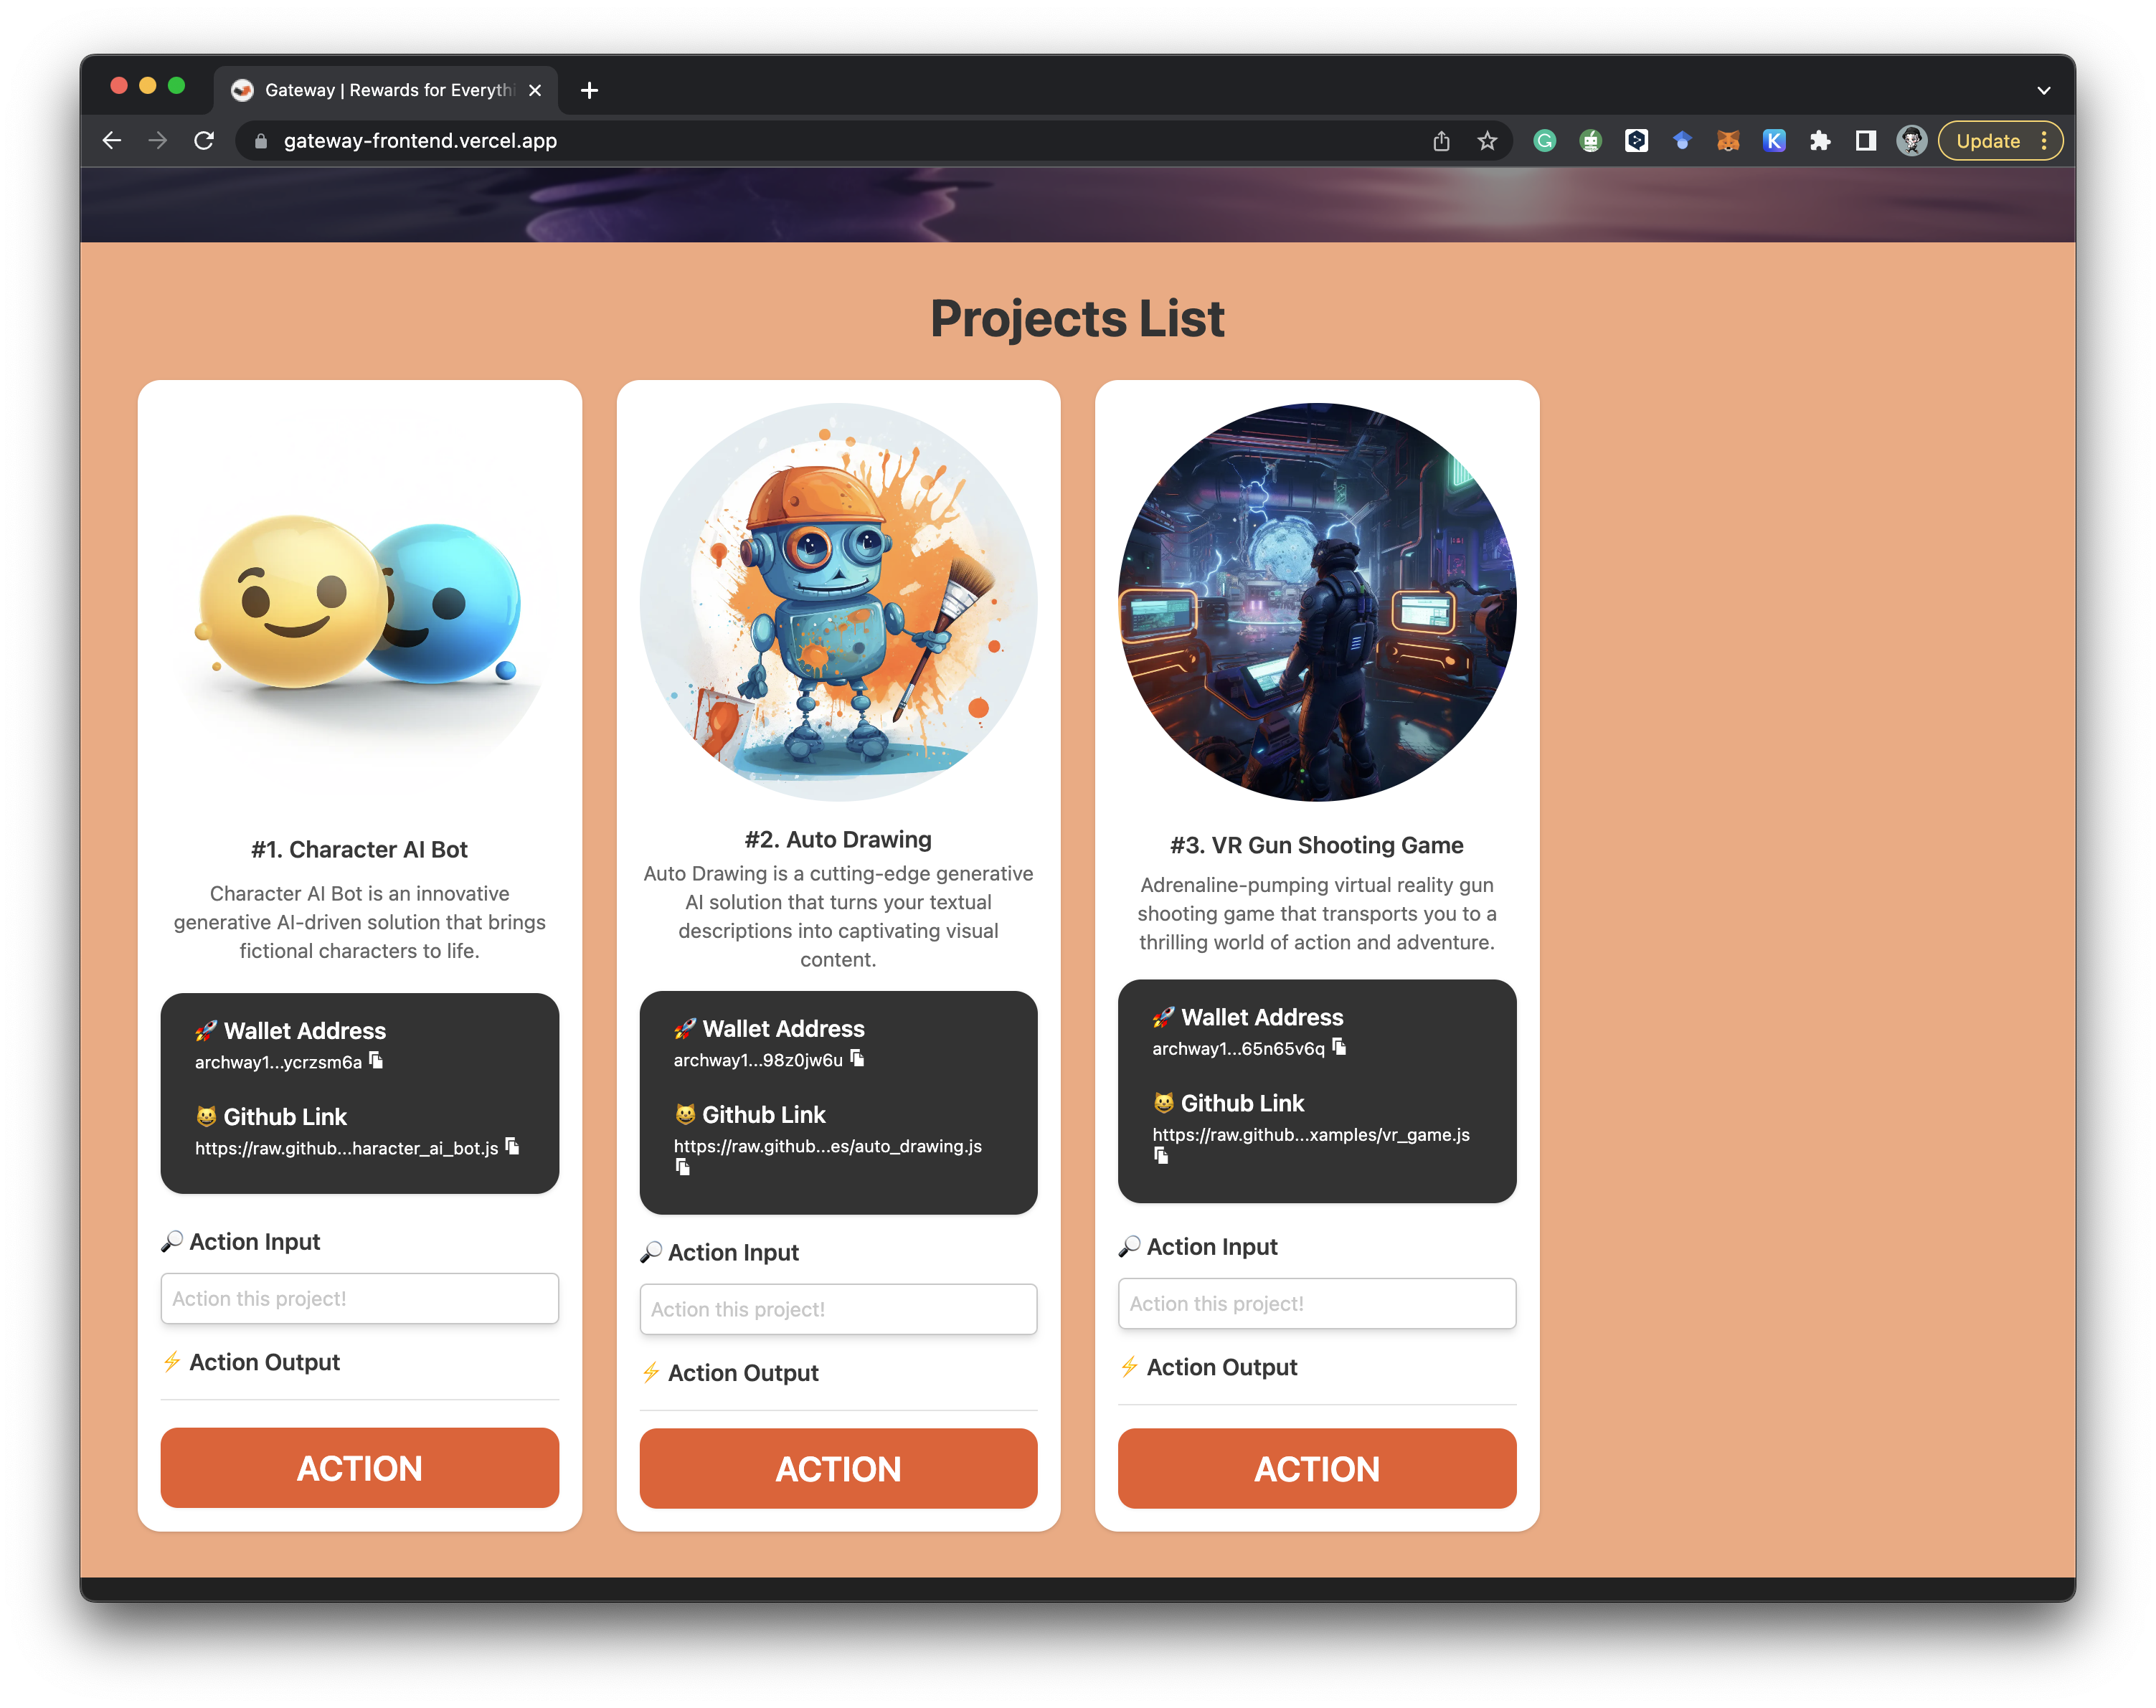 Gateway | Rewards for Everythi
gateway-frontend.vercel.app
Update
Projects List
#1. Character AI Bot
Character AI Bot is an innovative
generative AI-driven solution that brings
fictional characters to life.
Wallet Address
archway1...ycrzsm6a
Github Link
https://raw.github...haracter_ai_bot.js
Action Input
Action this project!
Action Output
ACTION
#2. Auto Drawing
Auto Drawing is a cutting-edge generative
AI solution that turns your textual
descriptions into captivating visual
content.
Wallet Address
archway1...98z0jw6u
Github Link
https://raw.github...es/auto_drawing.js
Action Input
Action this project!
Action Output
ACTION
#3. VR Gun Shooting Game
Adrenaline-pumping virtual reality gun
shooting game that transports you to a
thrilling world of action and adventure.
Wallet Address
archway1...65n65v6q
Github Link
https://raw.github...xamples/vr_game.js
Action Input
Action this project!
Action Output
ACTION